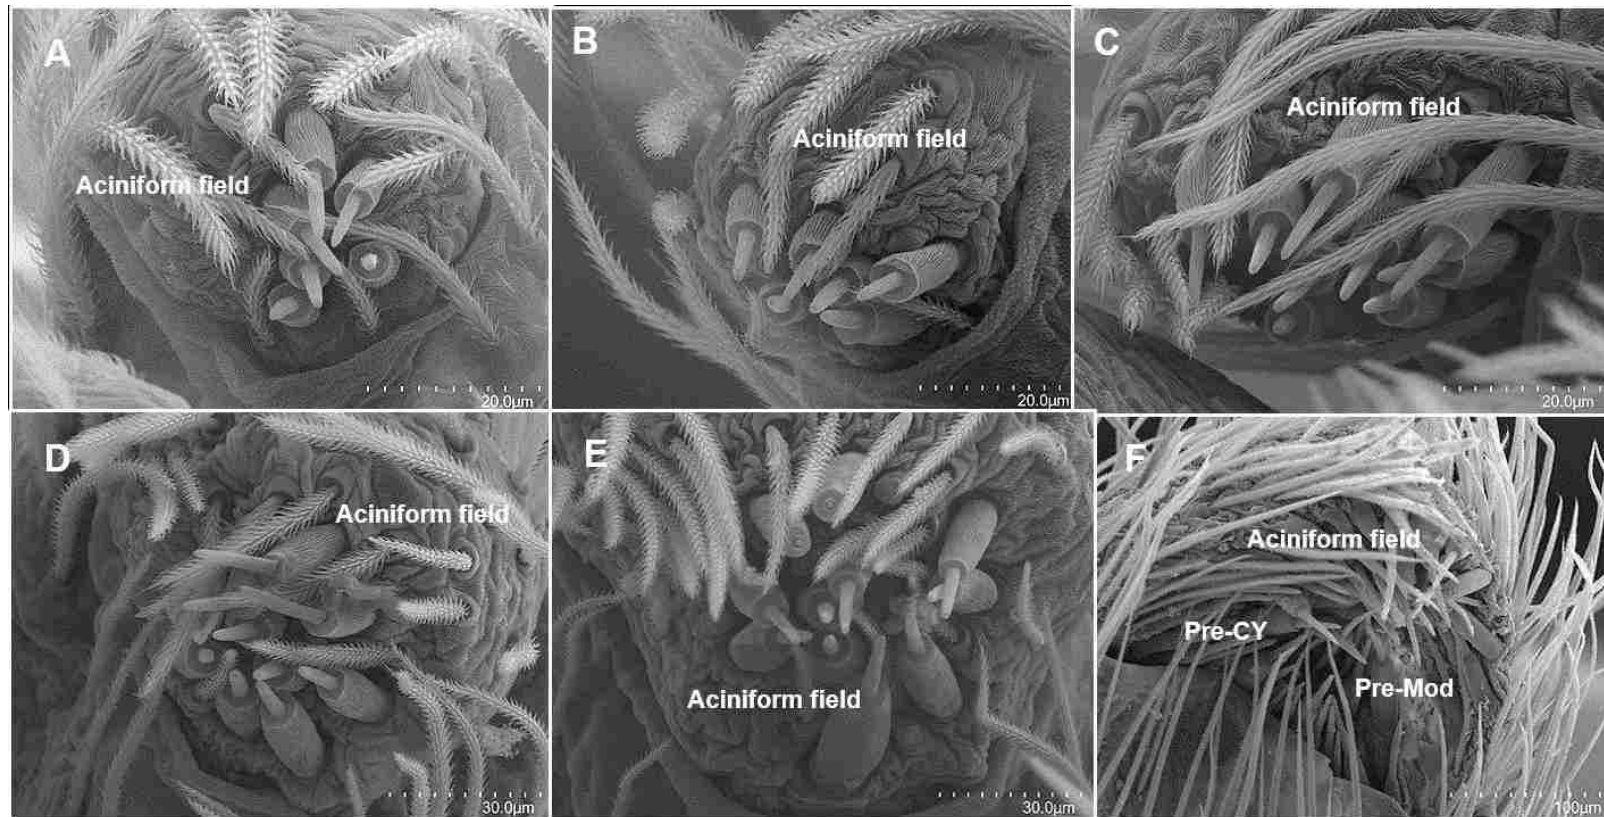 A
Aciniform field
20.0µm
B
Aciniform field
20.0µm
C
Aciniform field
20.0µm
D
Aciniform field
30.0µm
E
Aciniform field
30.0µm
F
Aciniform field
Pre-CY
Pre-Mod
100µm